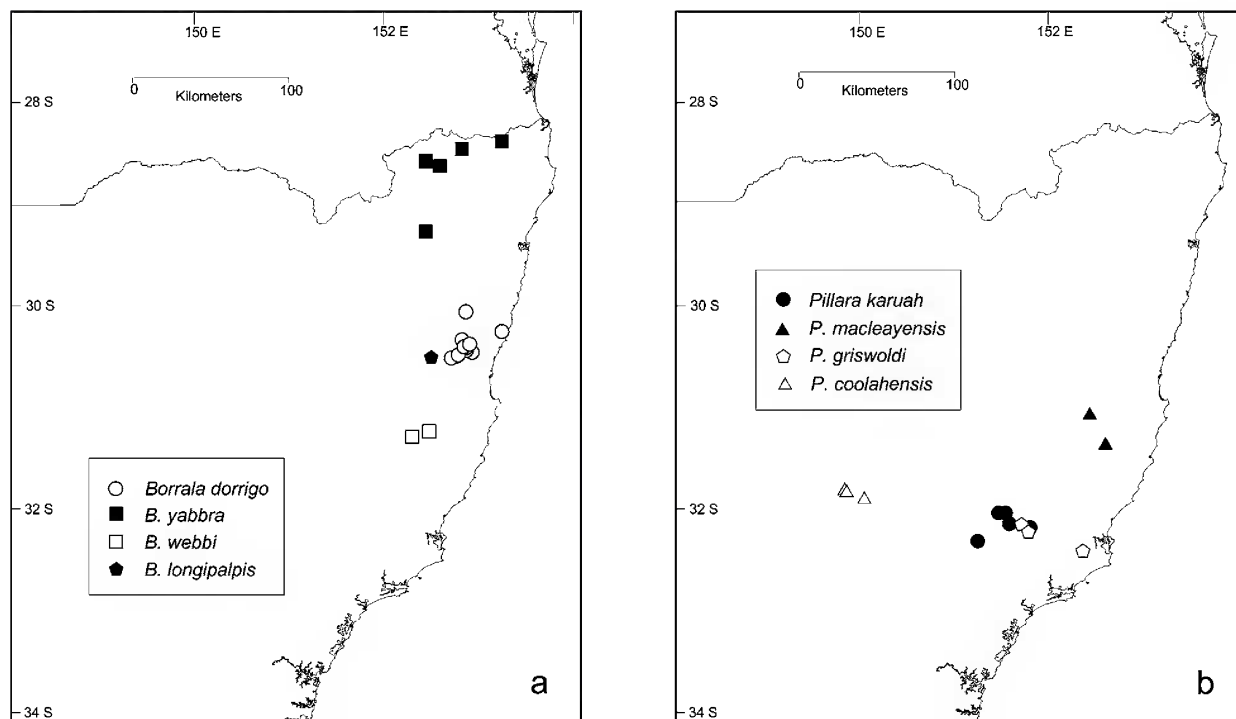 150 E 152 E
0 100
Kilometers
28 S
30 S
32 S
34 S
Borrala dorrigo
B. yabbra
B. webbi
B. longipalpis
a
150 E 152 E
0 100
Kilometers
28 S
30 S
32 S
34 S
Pillara karuah
P. macleayensis
P. griswoldi
P. coolahensis
b